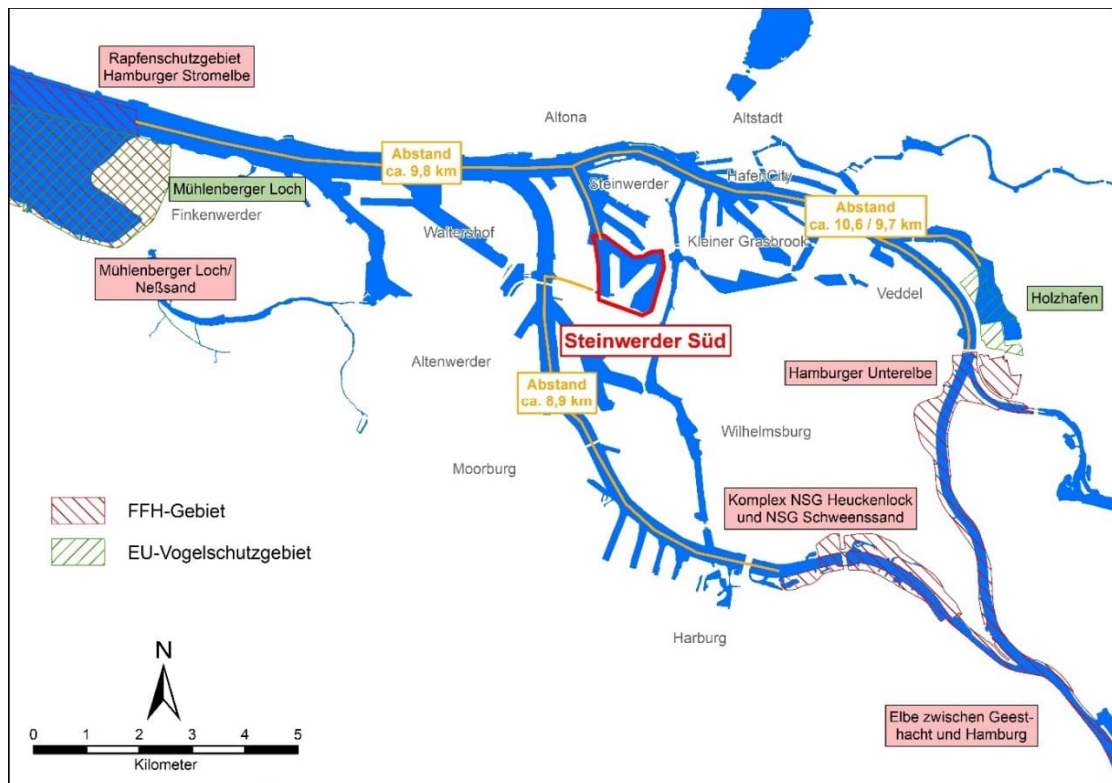 Rapfenschutzgebiet
Hamburger Stromelbe
Altona
Altstadt
Abstand
ca. 9,8 km
Steinwerder
HafenCity
Mühlenberger Loch
Finkenwerder
Abstand
ca. 10,6 / 9,7 km
Waltershof
Kleiner Grasbrook
Mühlenberger Loch/
Neßsand
Veddel
Holzhafen
Steinwerder Süd
Altenwerder
Hamburger Unterelbe
Abstand
ca. 8,9 km
Wilhelmsburg
Moorburg
Komplex NSG Heuckenlock
und NSG Schweenssand
FFH-Gebiet
EU-Vogelschutzgebiet
Harburg
N
Elbe zwischen Geest-
hacht und Hamburg
0 1 2 3 4 5
Kilometer